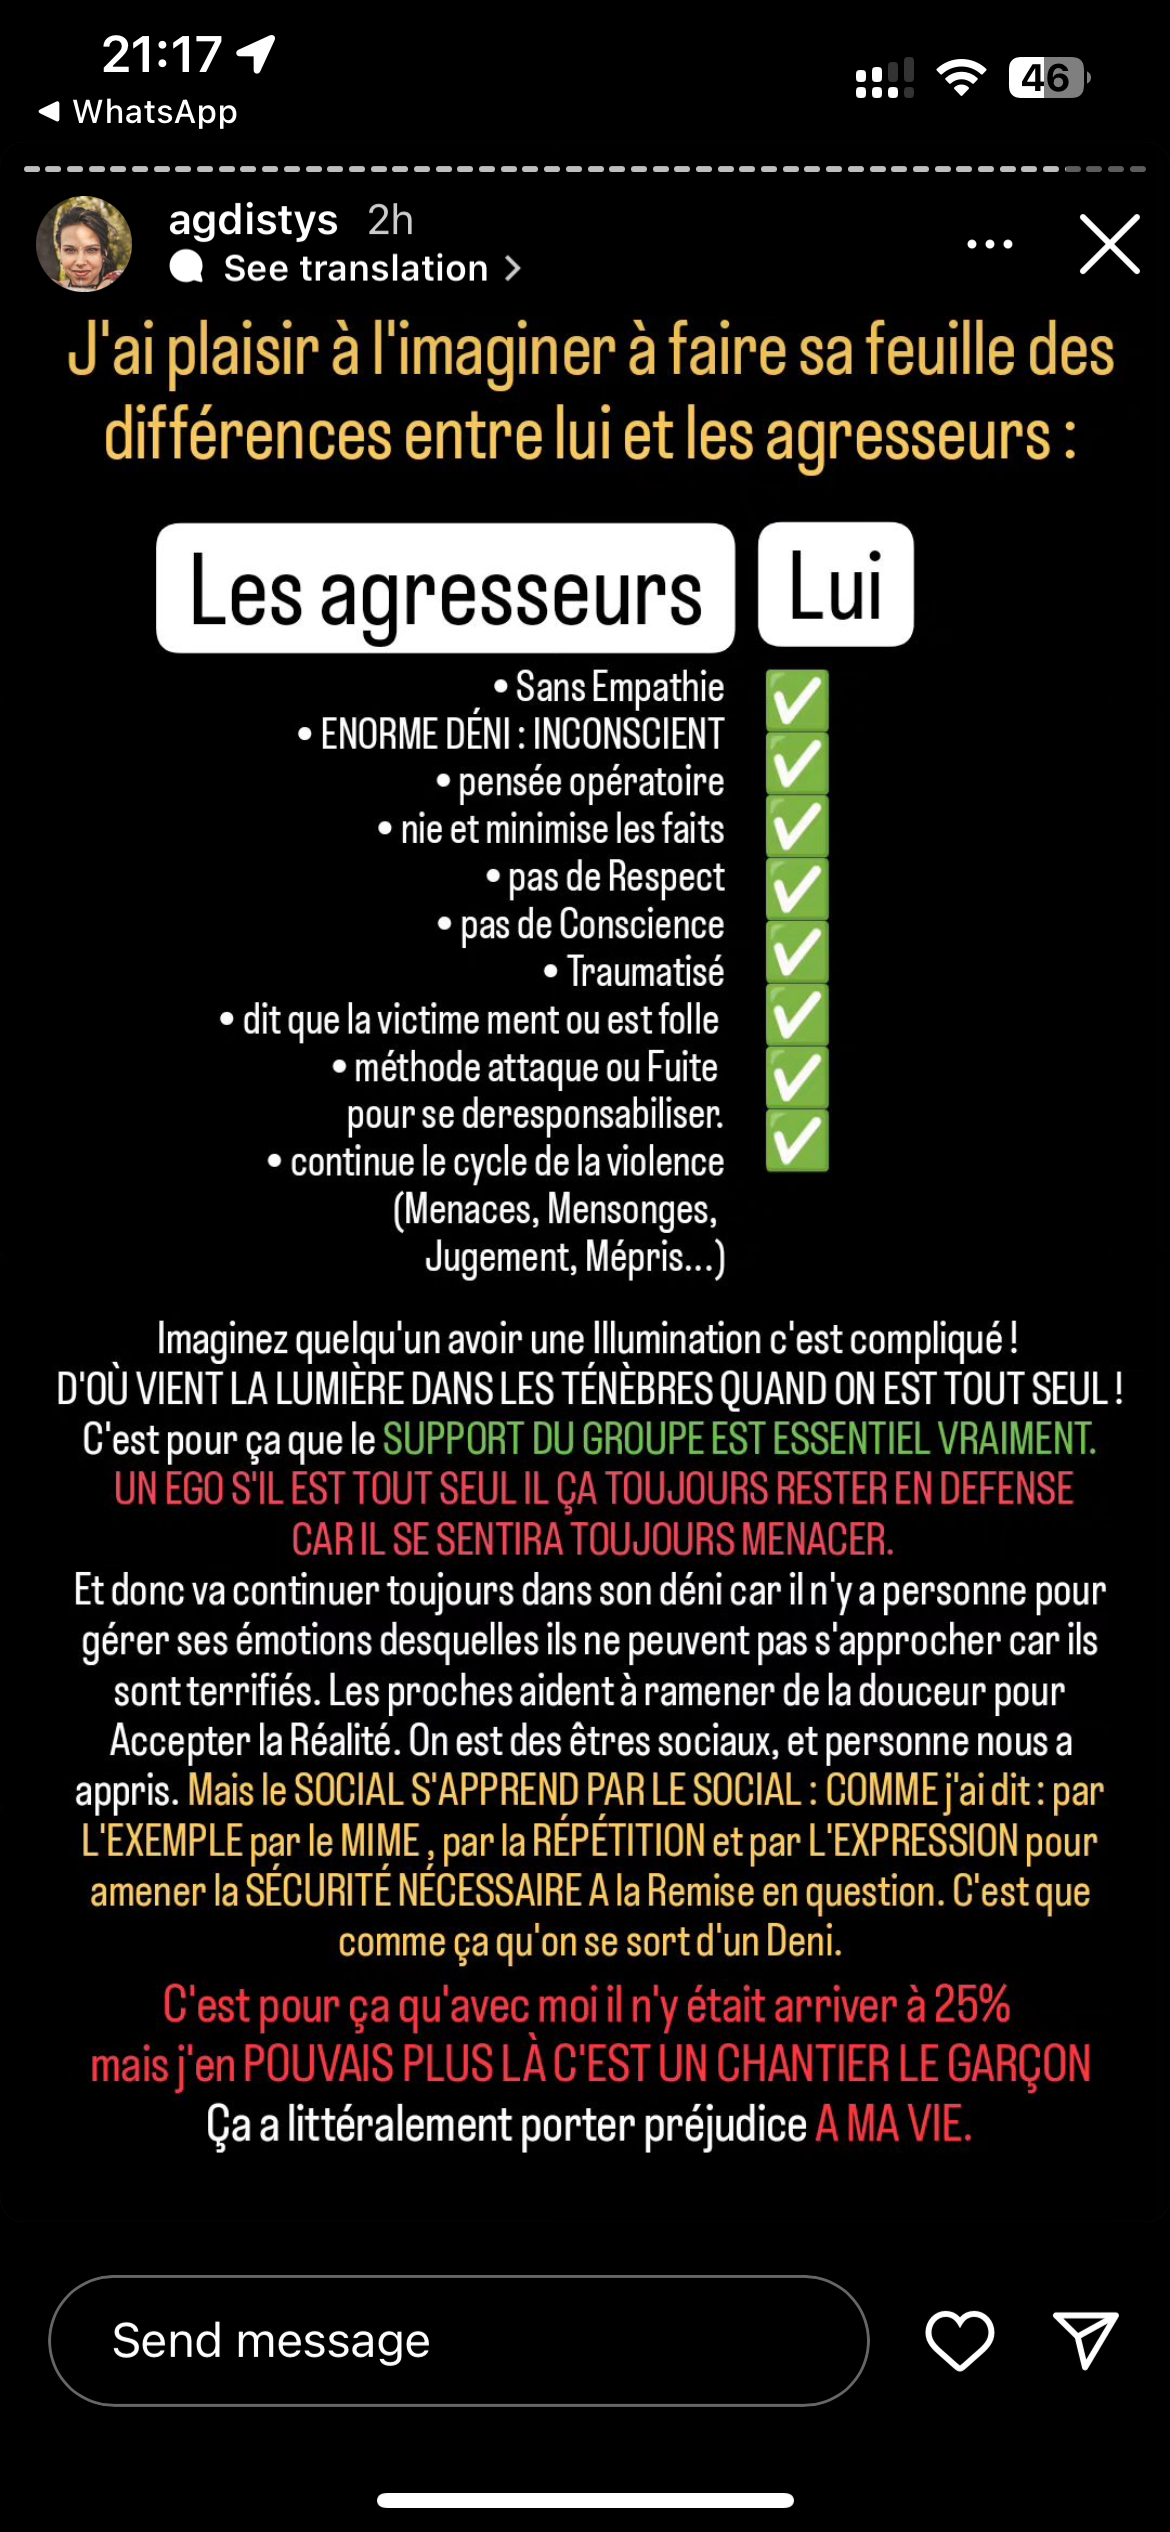 21:17
46
WhatsApp
agdistys 2h
See translation
J'ai plaisir à l'imaginer à faire sa feuille des
différences entre lui et les agresseurs :
Les agresseurs
Lui
• Sans Empathie
• ENORME DÉNI : INCONSCIENT
• pensée opératoire
• nie et minimise les faits
• pas de Respect
• pas de Conscience
• Traumatisé
• dit que la victime ment ou est folle
• méthode attaque ou Fuite
pour se deresponsabiliser.
• continue le cycle de la violence
(Menaces, Mensonges,
Jugement, Mépris...)
Imaginez quelqu'un avoir une Illumination c'est compliqué !
D'OÙ VIENT LA LUMIÈRE DANS LES TÉNÈBRES QUAND ON EST TOUT SEUL !
C'est pour ça que le SUPPORT DU GROUPE EST ESSENTIEL VRAIMENT.
UN EGO S'IL EST TOUT SEUL IL ÇA TOUJOURS RESTER EN DEFENSE
CAR IL SE SENTIRA TOUJOURS MENACER.
Et donc va continuer toujours dans son déni car il n'y a personne pour
gérer ses émotions desquelles ils ne peuvent pas s'approcher car ils
sont terrifiés. Les proches aident à ramener de la douceur pour
Accepter la Réalité. On est des êtres sociaux, et personne nous a
appris. Mais le SOCIAL S'APPREND PAR LE SOCIAL : COMME j'ai dit : par
L'EXEMPLE par le MIME , par la RÉPÉTITION et par L'EXPRESSION pour
amener la SÉCURITÉ NÉCESSAIRE A la Remise en question. C'est que
comme ça qu'on se sort d'un Deni.
C'est pour ça qu'avec moi il n'y était arriver à 25%
mais j'en POUVAIS PLUS LÀ C'EST UN CHANTIER LE GARÇON
Ça a littéralement porter préjudice A MA VIE.
Send message